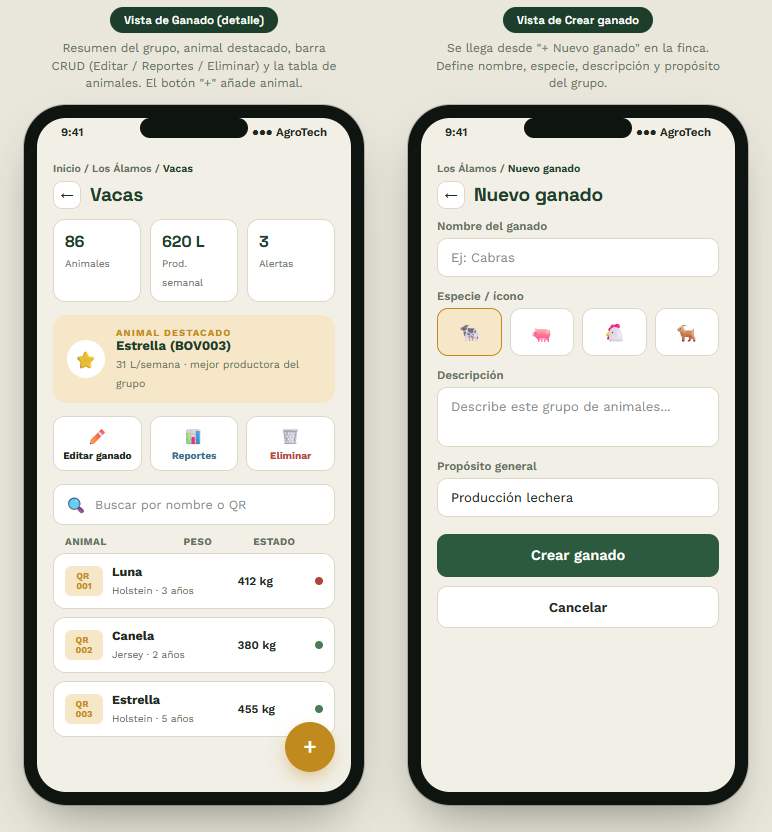 Vista de Ganado (detalle)
Resumen del grupo, animal destacado, barra
CRUD (Editar / Reportes / Eliminar) y la tabla de
animales. El botón "+" añade animal.
9:41
●●● AgroTech
Inicio / Los Álamos / Vacas
← Vacas
86
Animales
620 L
Prod.
semanal
3
Alertas
ANIMAL DESTACADO
Estrella (BOV003)
31 L/semana · mejor productora del
grupo
Editar ganado
Reportes
Eliminar
Buscar por nombre o QR
ANIMAL PESO ESTADO
QR
001
Luna
Holstein · 3 años
412 kg
QR
002
Canela
Jersey · 2 años
380 kg
QR
003
Estrella
Holstein · 5 años
455 kg
+
Vista de Crear ganado
Se llega desde "+ Nuevo ganado" en la finca.
Define nombre, especie, descripción y propósito
del grupo.
9:41
●●● AgroTech
Los Álamos / Nuevo ganado
← Nuevo ganado
Nombre del ganado
Ej: Cabras
Especie / ícono
Descripción
Describe este grupo de animales...
Propósito general
Producción lechera
Crear ganado
Cancelar